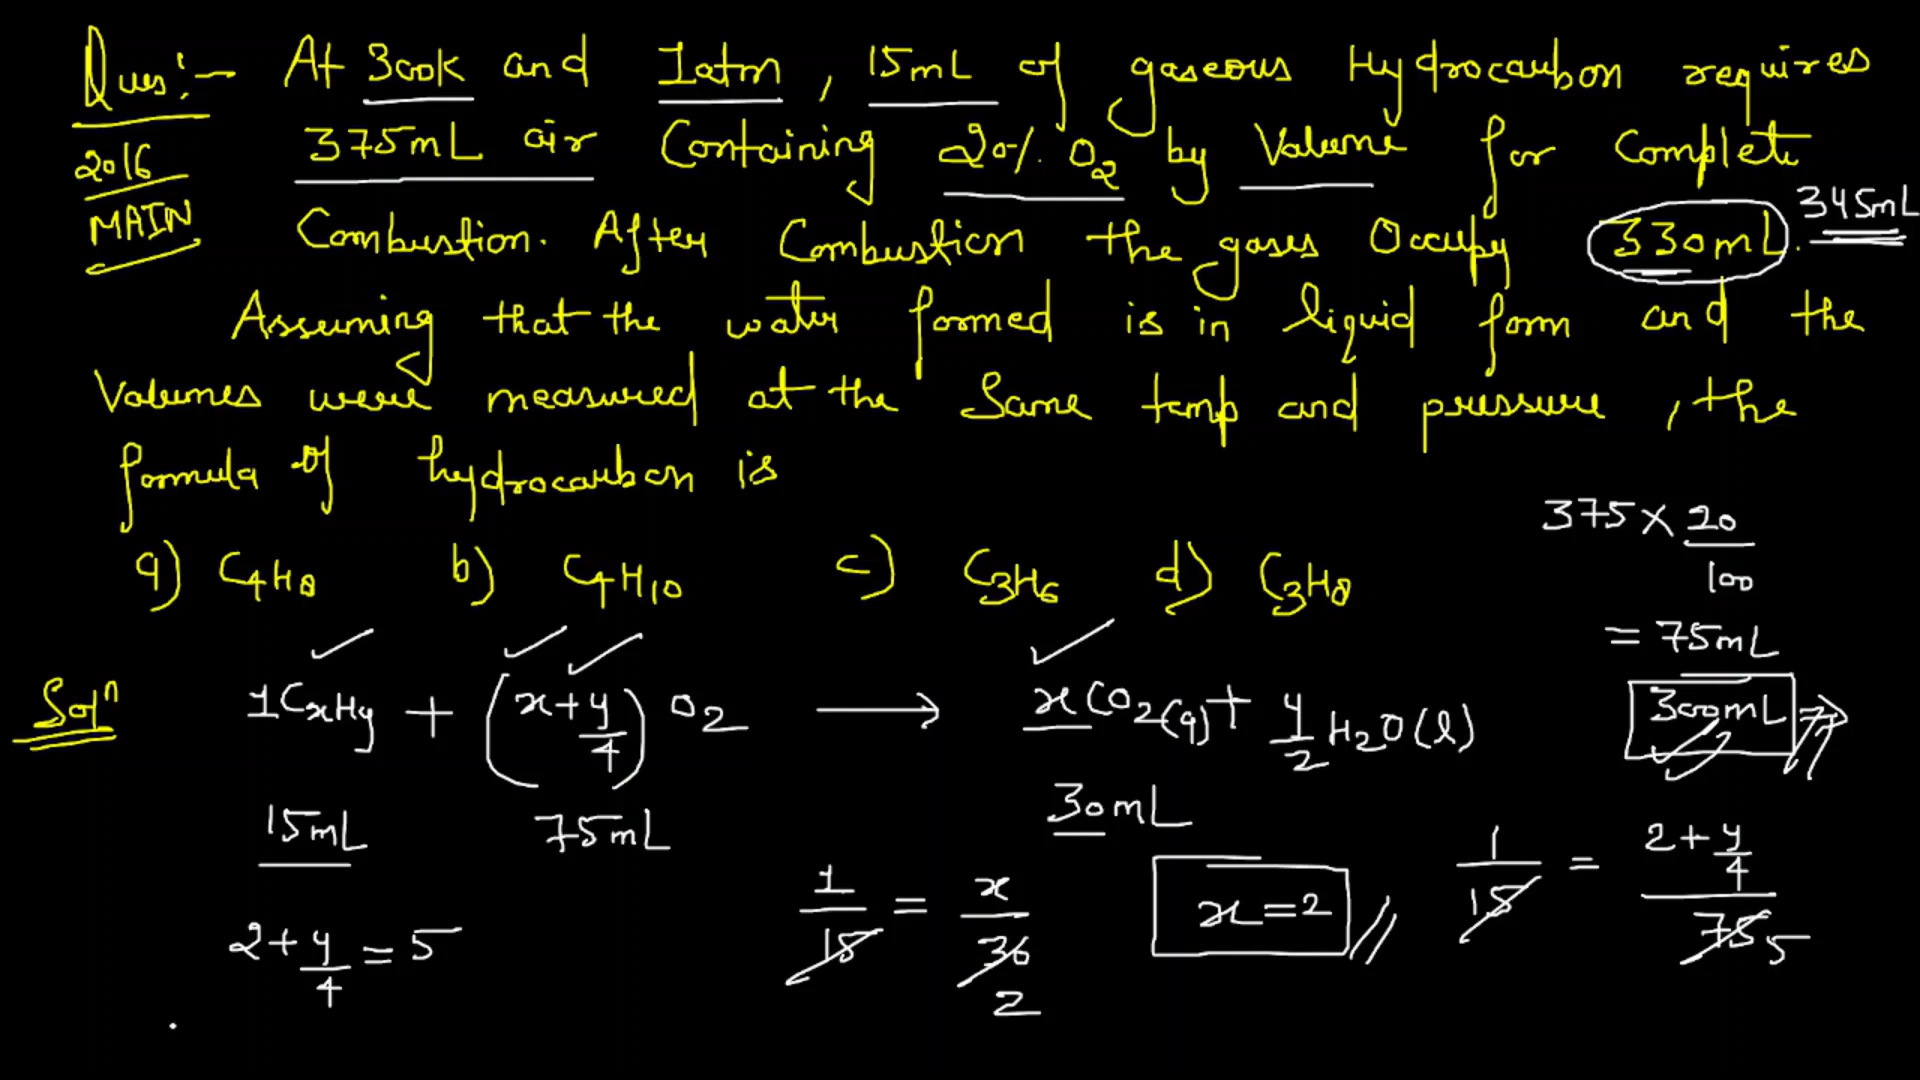 Ques:- At 300K and 1atm, 15mL of gaseous Hydrocarbon requires
2016 375mL air Containing 20% O2 by Volume for Complete
MAIN Combustion. After Combustion the gases Occupy 330mL. 345mL
Assuming that the water formed is in liquid form and the
Volumes were measured at the Same temp and pressure, the
formula of hydrocarbon is
a) C4H8 b) C4H10 c) C3H6 d) C3H8
375 × 20/100
= 75mL
300mL
Soln 1CxHy + (x+y/4) O2 → xCO2(g) + y/2 H2O(l)
15mL 75mL 30mL
1/15 = x/30 2 x=2 1/15 = 2+y/4 / 75 5
2+y/4 = 5